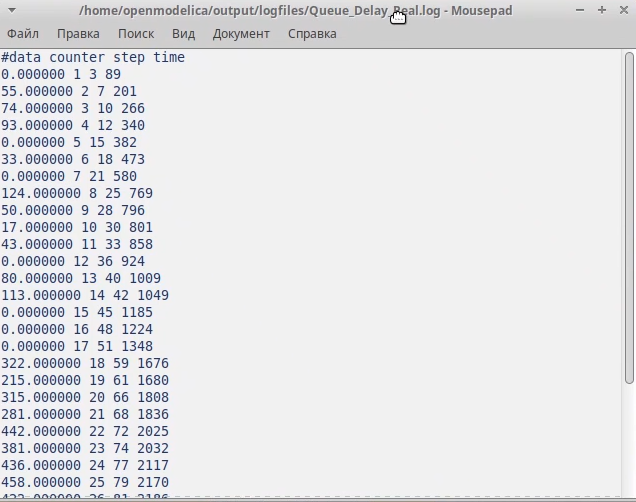 /home/openmodelica/output/logfiles/Queue_Delay_Real.log - Mousepad
Файл Правка Поиск Вид Документ Справка
#data counter step time
0.000000 1 3 89
55.000000 2 7 201
74.000000 3 10 266
93.000000 4 12 340
0.000000 5 15 382
33.000000 6 18 473
0.000000 7 21 580
124.000000 8 25 769
50.000000 9 28 796
17.000000 10 30 801
43.000000 11 33 858
0.000000 12 36 924
80.000000 13 40 1009
113.000000 14 42 1049
0.000000 15 45 1185
0.000000 16 48 1224
0.000000 17 51 1348
322.000000 18 59 1676
215.000000 19 61 1680
315.000000 20 66 1808
281.000000 21 68 1836
442.000000 22 72 2025
381.000000 23 74 2032
436.000000 24 77 2117
458.000000 25 79 2170